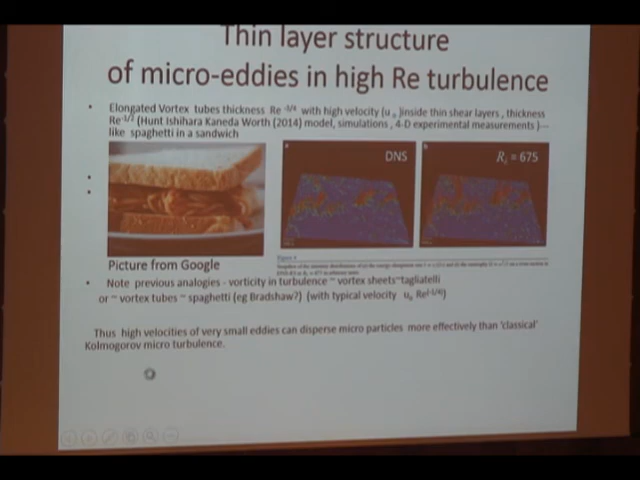 Thin layer structure
of micro-eddies in high Re turbulence
• Elongated Vortex tubes thickness Re -3/4 with high velocity (u o )inside thin shear layers , thickness
Re-1/2 (Hunt Ishihara Kaneda Worth (2014) model, simulations , 4-D experimental measurements )---
like spaghetti in a sandwich
DNS
= 675
Picture from Google
• Note previous analogies - vorticity in turbulence ~ vortex sheets~tagliatelli
or ~ vortex tubes ~ spaghetti (eg Bradshaw?) (with typical velocity
Thus high velocities of very small eddies can disperse micro particles more effectively than 'classical'
Kolmogorov micro turbulence.